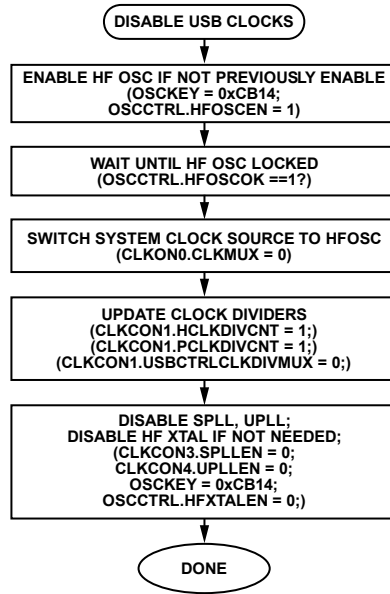 DISABLE USB CLOCKS
ENABLE HF OSC IF NOT PREVIOUSLY ENABLE
(OSCKEY = 0xCB14;
OSCCTRL.HFOSCEN = 1)
WAIT UNTIL HF OSC LOCKED
(OSCCTRL.HFOSCOK ==1?)
SWITCH SYSTEM CLOCK SOURCE TO HFOSC
(CLKON0.CLKMUX = 0)
UPDATE CLOCK DIVIDERS
(CLKCON1.HCLKDIVCNT = 1;)
(CLKCON1.PCLKDIVCNT = 1;)
(CLKCON1.USBCTRLCLKDIVMUX = 0;)
DISABLE SPLL, UPLL;
DISABLE HF XTAL IF NOT NEEDED;
(CLKCON3.SPLLEN = 0;
CLKCON4.UPLLEN = 0;
OSCKEY = 0xCB14;
OSCCTRL.HFXTALEN = 0;)
DONE